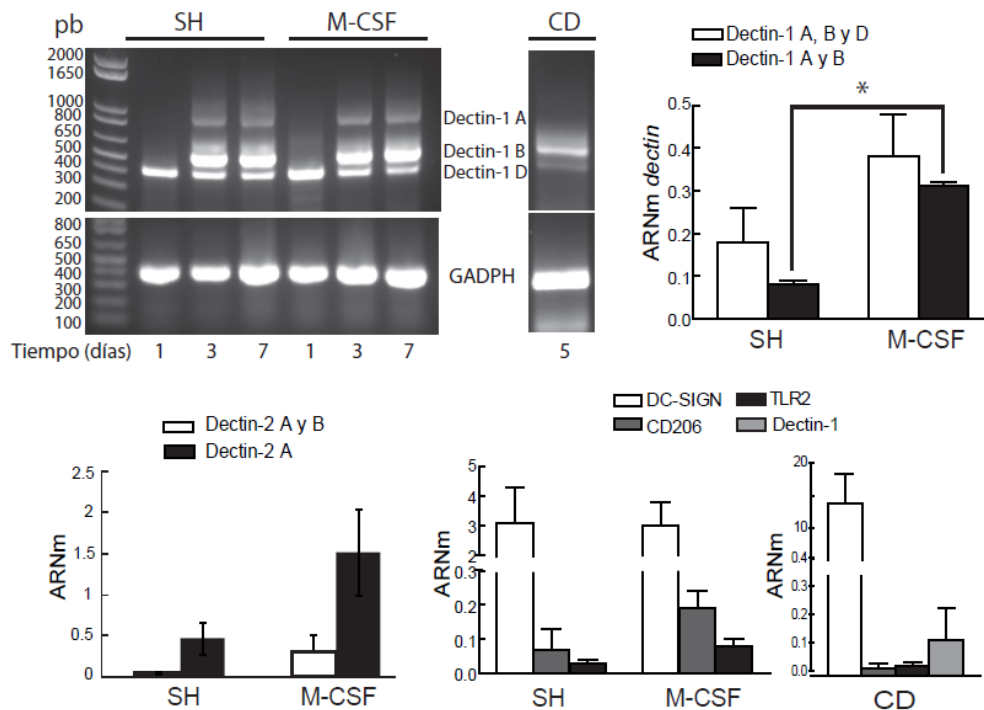 pb SH M-CSF CD
2000
1650
1000
800
650
500
400
300
200
Dectin-1 A
Dectin-1 B
Dectin-1 D
800
650
500
400
300
200
100
GADPH
Tiempo (días) 1 3 7 1 3 7 5
Dectin-1 A, B y D
Dectin-1 A y B
*
ARNm dectin
0.5
0.4
0.3
0.2
0.1
0.0
SH M-CSF
Dectin-2 A y B
Dectin-2 A
ARNm
2.5
2
1.5
1
0.5
0
SH M-CSF
DC-SIGN TLR2
CD206 Dectin-1
ARNm
5
4
3
2
0.3
0.2
0.1
0.0
SH M-CSF
ARNm
20
10
0.4
0.3
0.2
0.1
0.0
CD